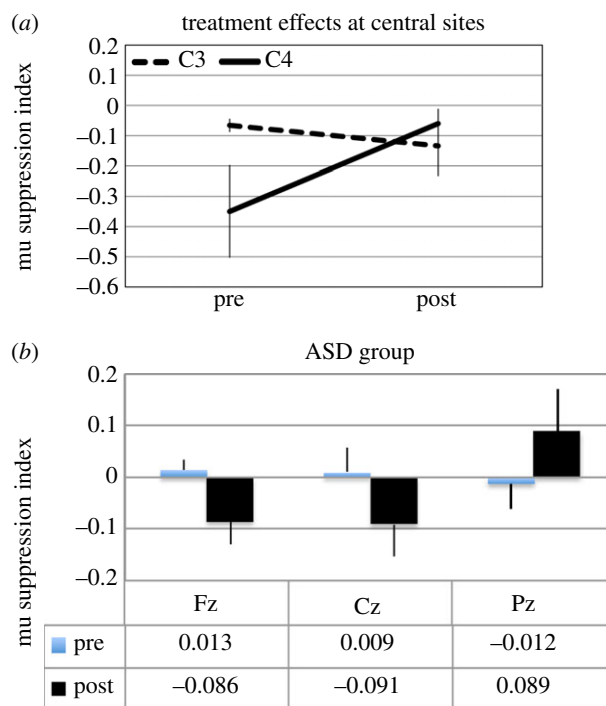 (a) treatment effects at central sites
0.2
0.1
0
−0.1
−0.2
−0.3
−0.4
−0.5
−0.6
mu suppression index
C3 C4
pre post
(b) ASD group
0.2
0.1
0
−0.1
−0.2
mu suppression index
Fz Cz Pz
pre 0.013 0.009 −0.012
post −0.086 −0.091 0.089